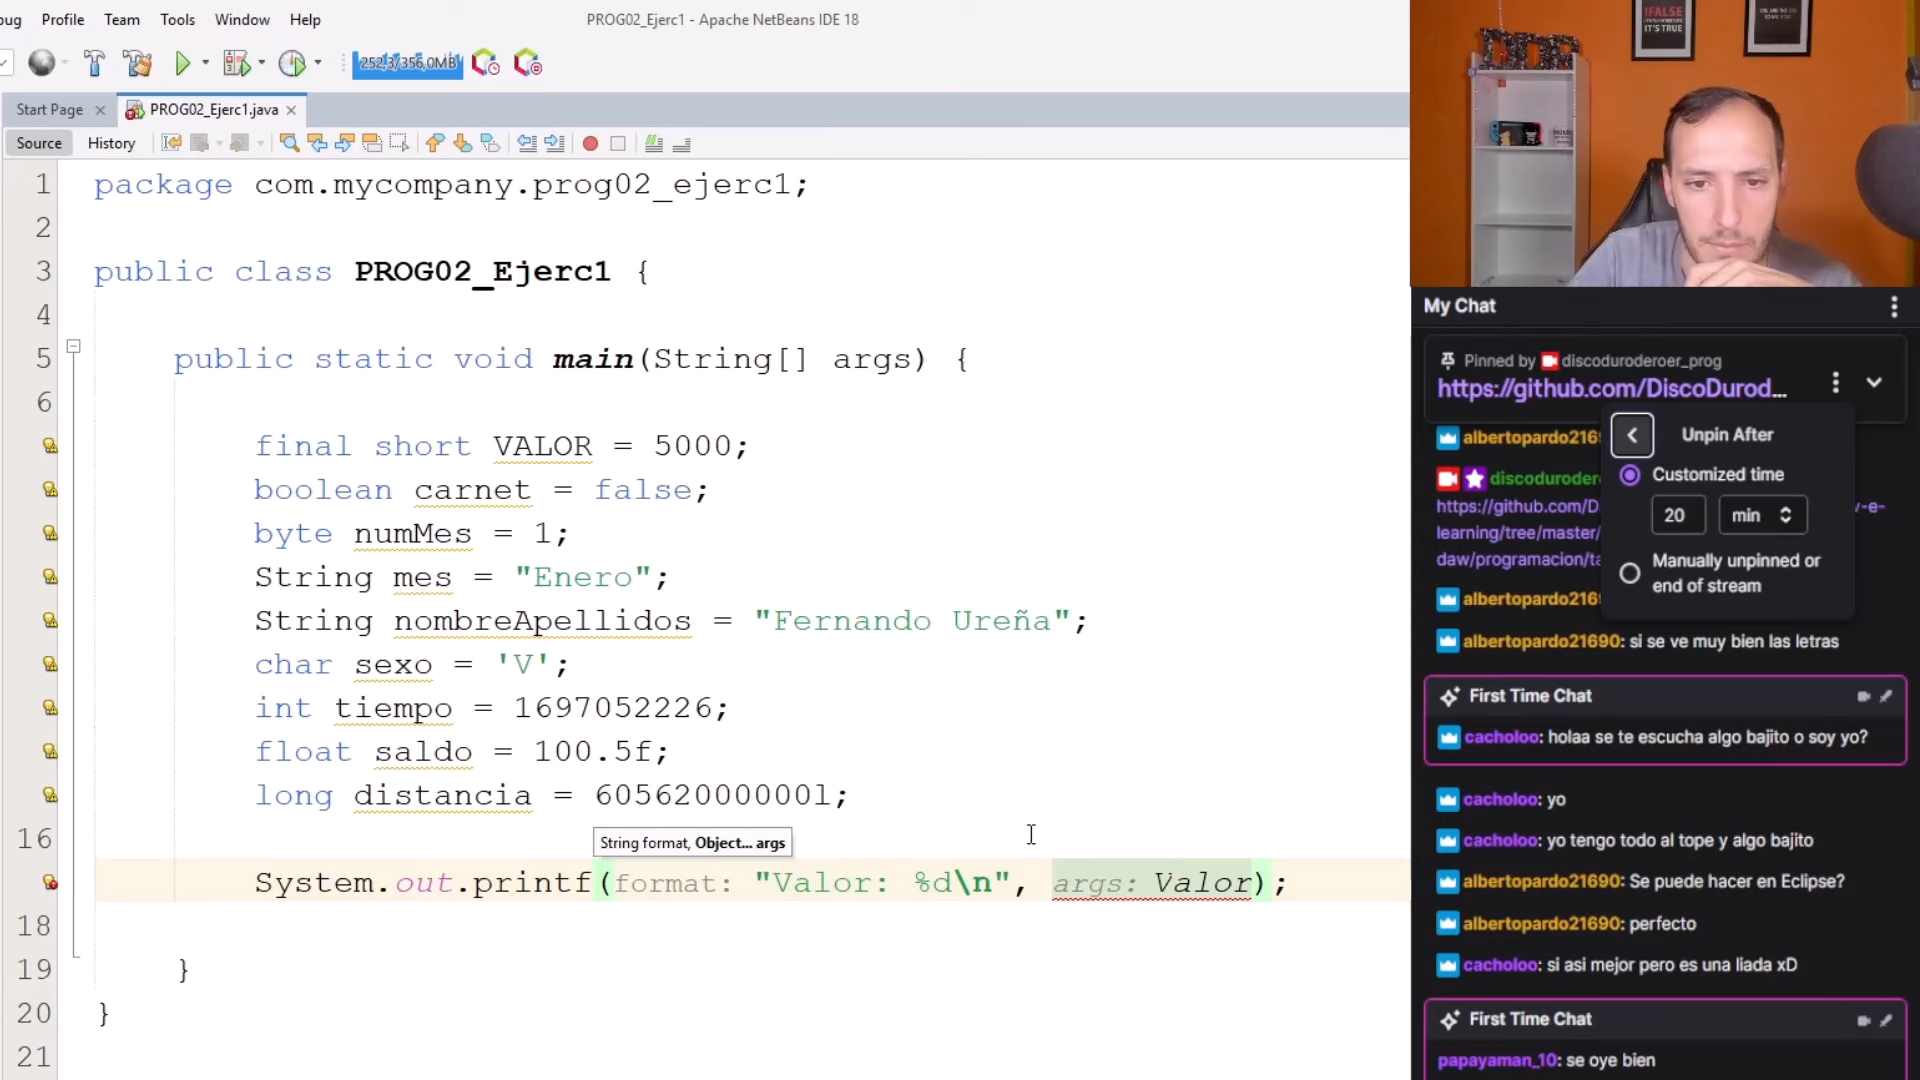 bug Profile Team Tools Window Help
PROG02_Ejerc1 - Apache NetBeans IDE 18
252,3/356,0MB
Start Page
PROG02_Ejerc1.java
Source History
1 package com.mycompany.prog02_ejerc1;
2
3 public class PROG02_Ejerc1 {
4
5 public static void main(String[] args) {
6
final short VALOR = 5000;
boolean carnet = false;
byte numMes = 1;
String mes = "Enero";
String nombreApellidos = "Fernando Ureña";
char sexo = 'V';
int tiempo = 1697052226;
float saldo = 100.5f;
long distancia = 60562000000l;
16
String format, Object... args
System.out.printf(format: "Valor: %d\n", args: Valor);
18
19 }
20 }
21
!FALSE
IT'S TRUE
My Chat
Pinned by discoduroderoer_prog
https://github.com/DiscoDurod...
Unpin After
Customized time
20 min
Manually unpinned or
end of stream
albertopardo216
discoduroder
https://github.com/D
v-e-
learning/tree/master/
daw/programacion/ta
albertopardo216
albertopardo21690: si se ve muy bien las letras
First Time Chat
cacholoo: holaa se te escucha algo bajito o soy yo?
cacholoo: yo
cacholoo: yo tengo todo al tope y algo bajito
albertopardo21690: Se puede hacer en Eclipse?
albertopardo21690: perfecto
cacholoo: si asi mejor pero es una liada xD
First Time Chat
papayaman_10: se oye bien